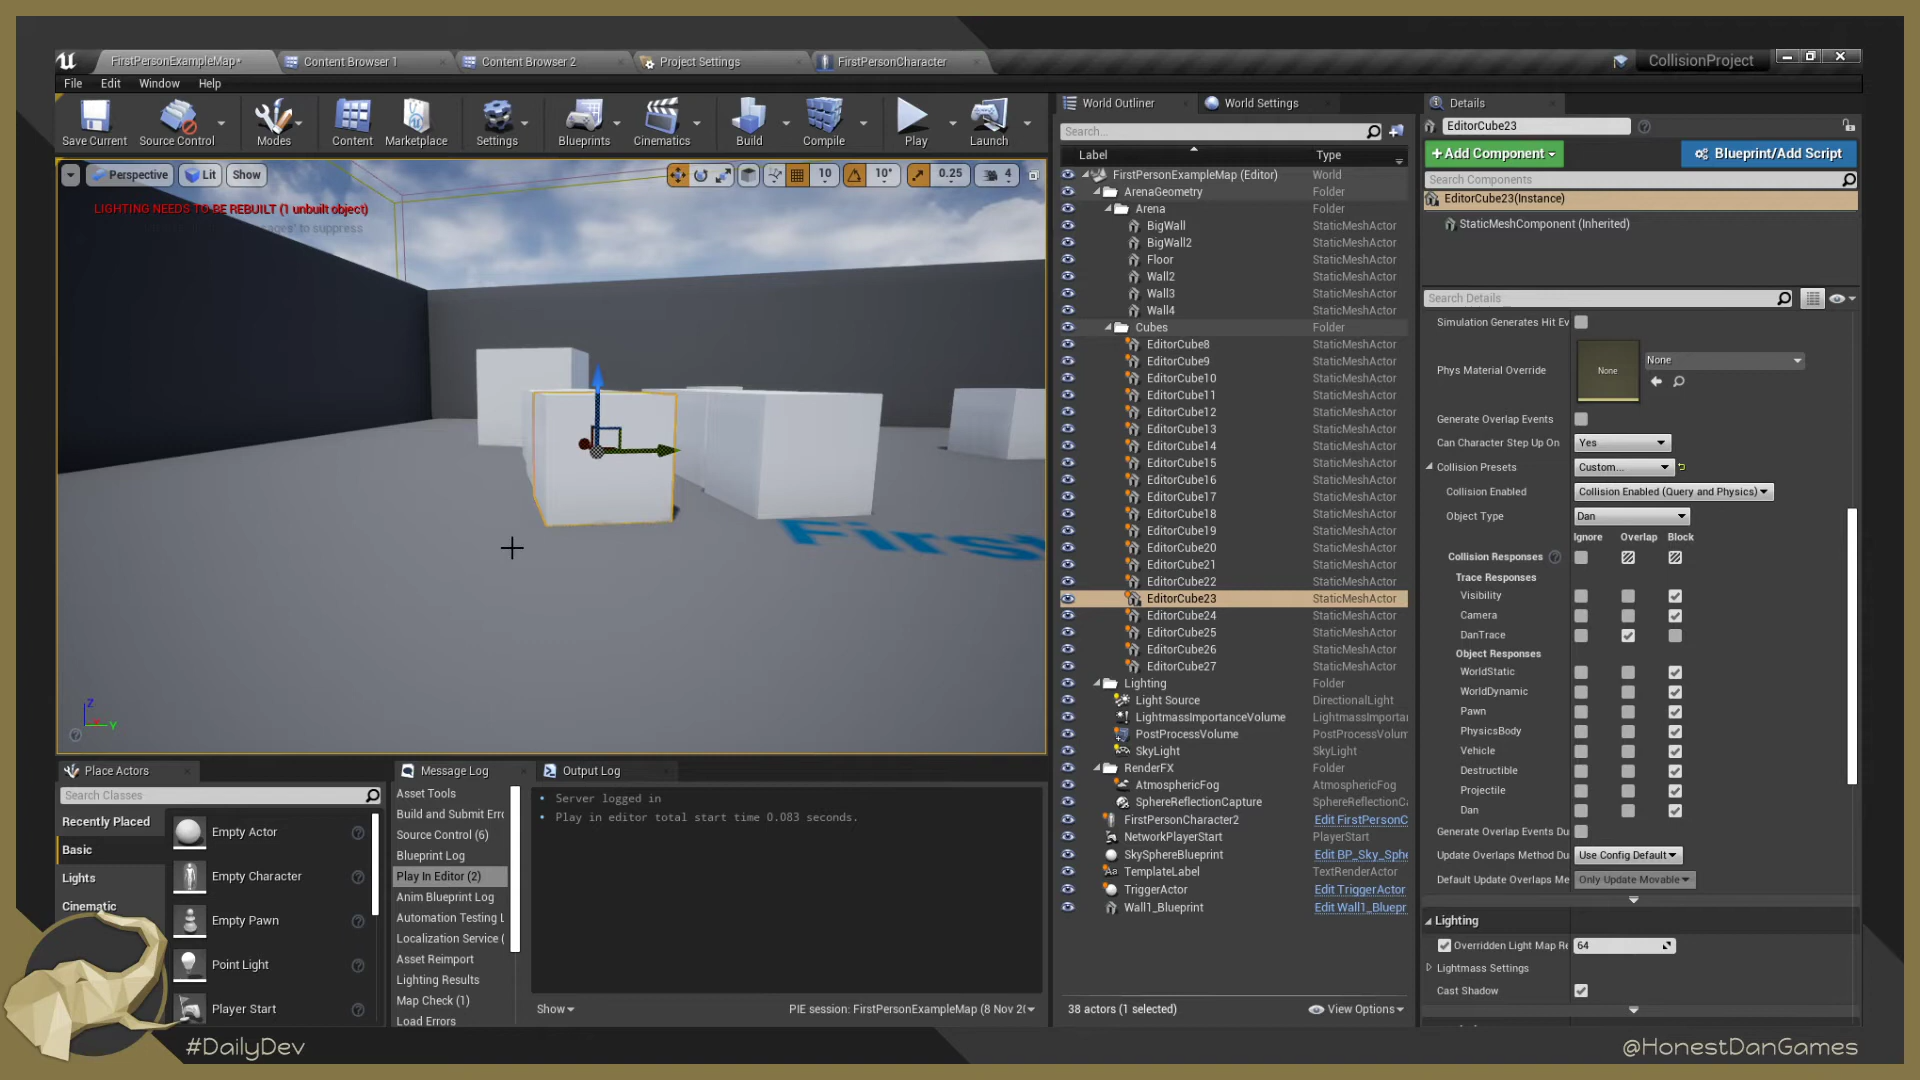 FirstPersonExampleMap*
Content Browser 1
Content Browser 2
Project Settings
FirstPersonCharacter
CollisionProject
File
Edit
Window
Help
Save Current
Source Control
Modes
Content
Marketplace
Settings
Blueprints
Cinematics
Build
Compile
Play
Launch
Perspective
Lit
Show
10
10°
0.25
4
LIGHTING NEEDS TO BE REBUILT (1 unbuilt object)
to suppress
First
Z
Y
World Outliner
World Settings
Search...
Label
Type
FirstPersonExampleMap (Editor) World
ArenaGeometry Folder
Arena Folder
BigWall StaticMeshActor
BigWall2 StaticMeshActor
Floor StaticMeshActor
Wall2 StaticMeshActor
Wall3 StaticMeshActor
Wall4 StaticMeshActor
Cubes Folder
EditorCube8 StaticMeshActor
EditorCube9 StaticMeshActor
EditorCube10 StaticMeshActor
EditorCube11 StaticMeshActor
EditorCube12 StaticMeshActor
EditorCube13 StaticMeshActor
EditorCube14 StaticMeshActor
EditorCube15 StaticMeshActor
EditorCube16 StaticMeshActor
EditorCube17 StaticMeshActor
EditorCube18 StaticMeshActor
EditorCube19 StaticMeshActor
EditorCube20 StaticMeshActor
EditorCube21 StaticMeshActor
EditorCube22 StaticMeshActor
EditorCube23 StaticMeshActor
EditorCube24 StaticMeshActor
EditorCube25 StaticMeshActor
EditorCube26 StaticMeshActor
EditorCube27 StaticMeshActor
Lighting Folder
Light Source DirectionalLight
LightmassImportanceVolume LightmassImportar
PostProcessVolume PostProcessVolum
SkyLight SkyLight
RenderFX Folder
AtmosphericFog AtmosphericFog
SphereReflectionCapture SphereReflectionCa
FirstPersonCharacter2 Edit FirstPersonC
NetworkPlayerStart PlayerStart
SkySphereBlueprint Edit BP_Sky_Sphe
TemplateLabel TextRenderActor
TriggerActor Edit TriggerActor
Wall1_Blueprint Edit Wall1_Bluepr
38 actors (1 selected)
View Options
Details
EditorCube23
+Add Component
Blueprint/Add Script
Search Components
EditorCube23(Instance)
StaticMeshComponent (Inherited)
Search Details
Simulation Generates Hit Ev
Phys Material Override
None
None
Generate Overlap Events
Can Character Step Up On
Yes
Collision Presets
Custom...
Collision Enabled
Collision Enabled (Query and Physics)
Object Type
Dan
Ignore Overlap Block
Collision Responses
Trace Responses
Visibility
Camera
DanTrace
Object Responses
WorldStatic
WorldDynamic
Pawn
PhysicsBody
Vehicle
Destructible
Projectile
Dan
Generate Overlap Events Du
Update Overlaps Method Du
Use Config Default
Default Update Overlaps Me
Only Update Movable
Lighting
Overridden Light Map Re
64
Lightmass Settings
Cast Shadow
Place Actors
Search Classes
Recently Placed
Basic
Lights
Cinematic
Empty Actor
Empty Character
Empty Pawn
Point Light
Player Start
Message Log
Output Log
Asset Tools
Build and Submit Erro
Source Control (6)
Blueprint Log
Play In Editor (2)
Anim Blueprint Log
Automation Testing L
Localization Service (
Asset Reimport
Lighting Results
Map Check (1)
Load Errors
Server logged in
Play in editor total start time 0.083 seconds.
Show
PIE session: FirstPersonExampleMap (8 Nov 20
#DailyDev
@HonestDanGames